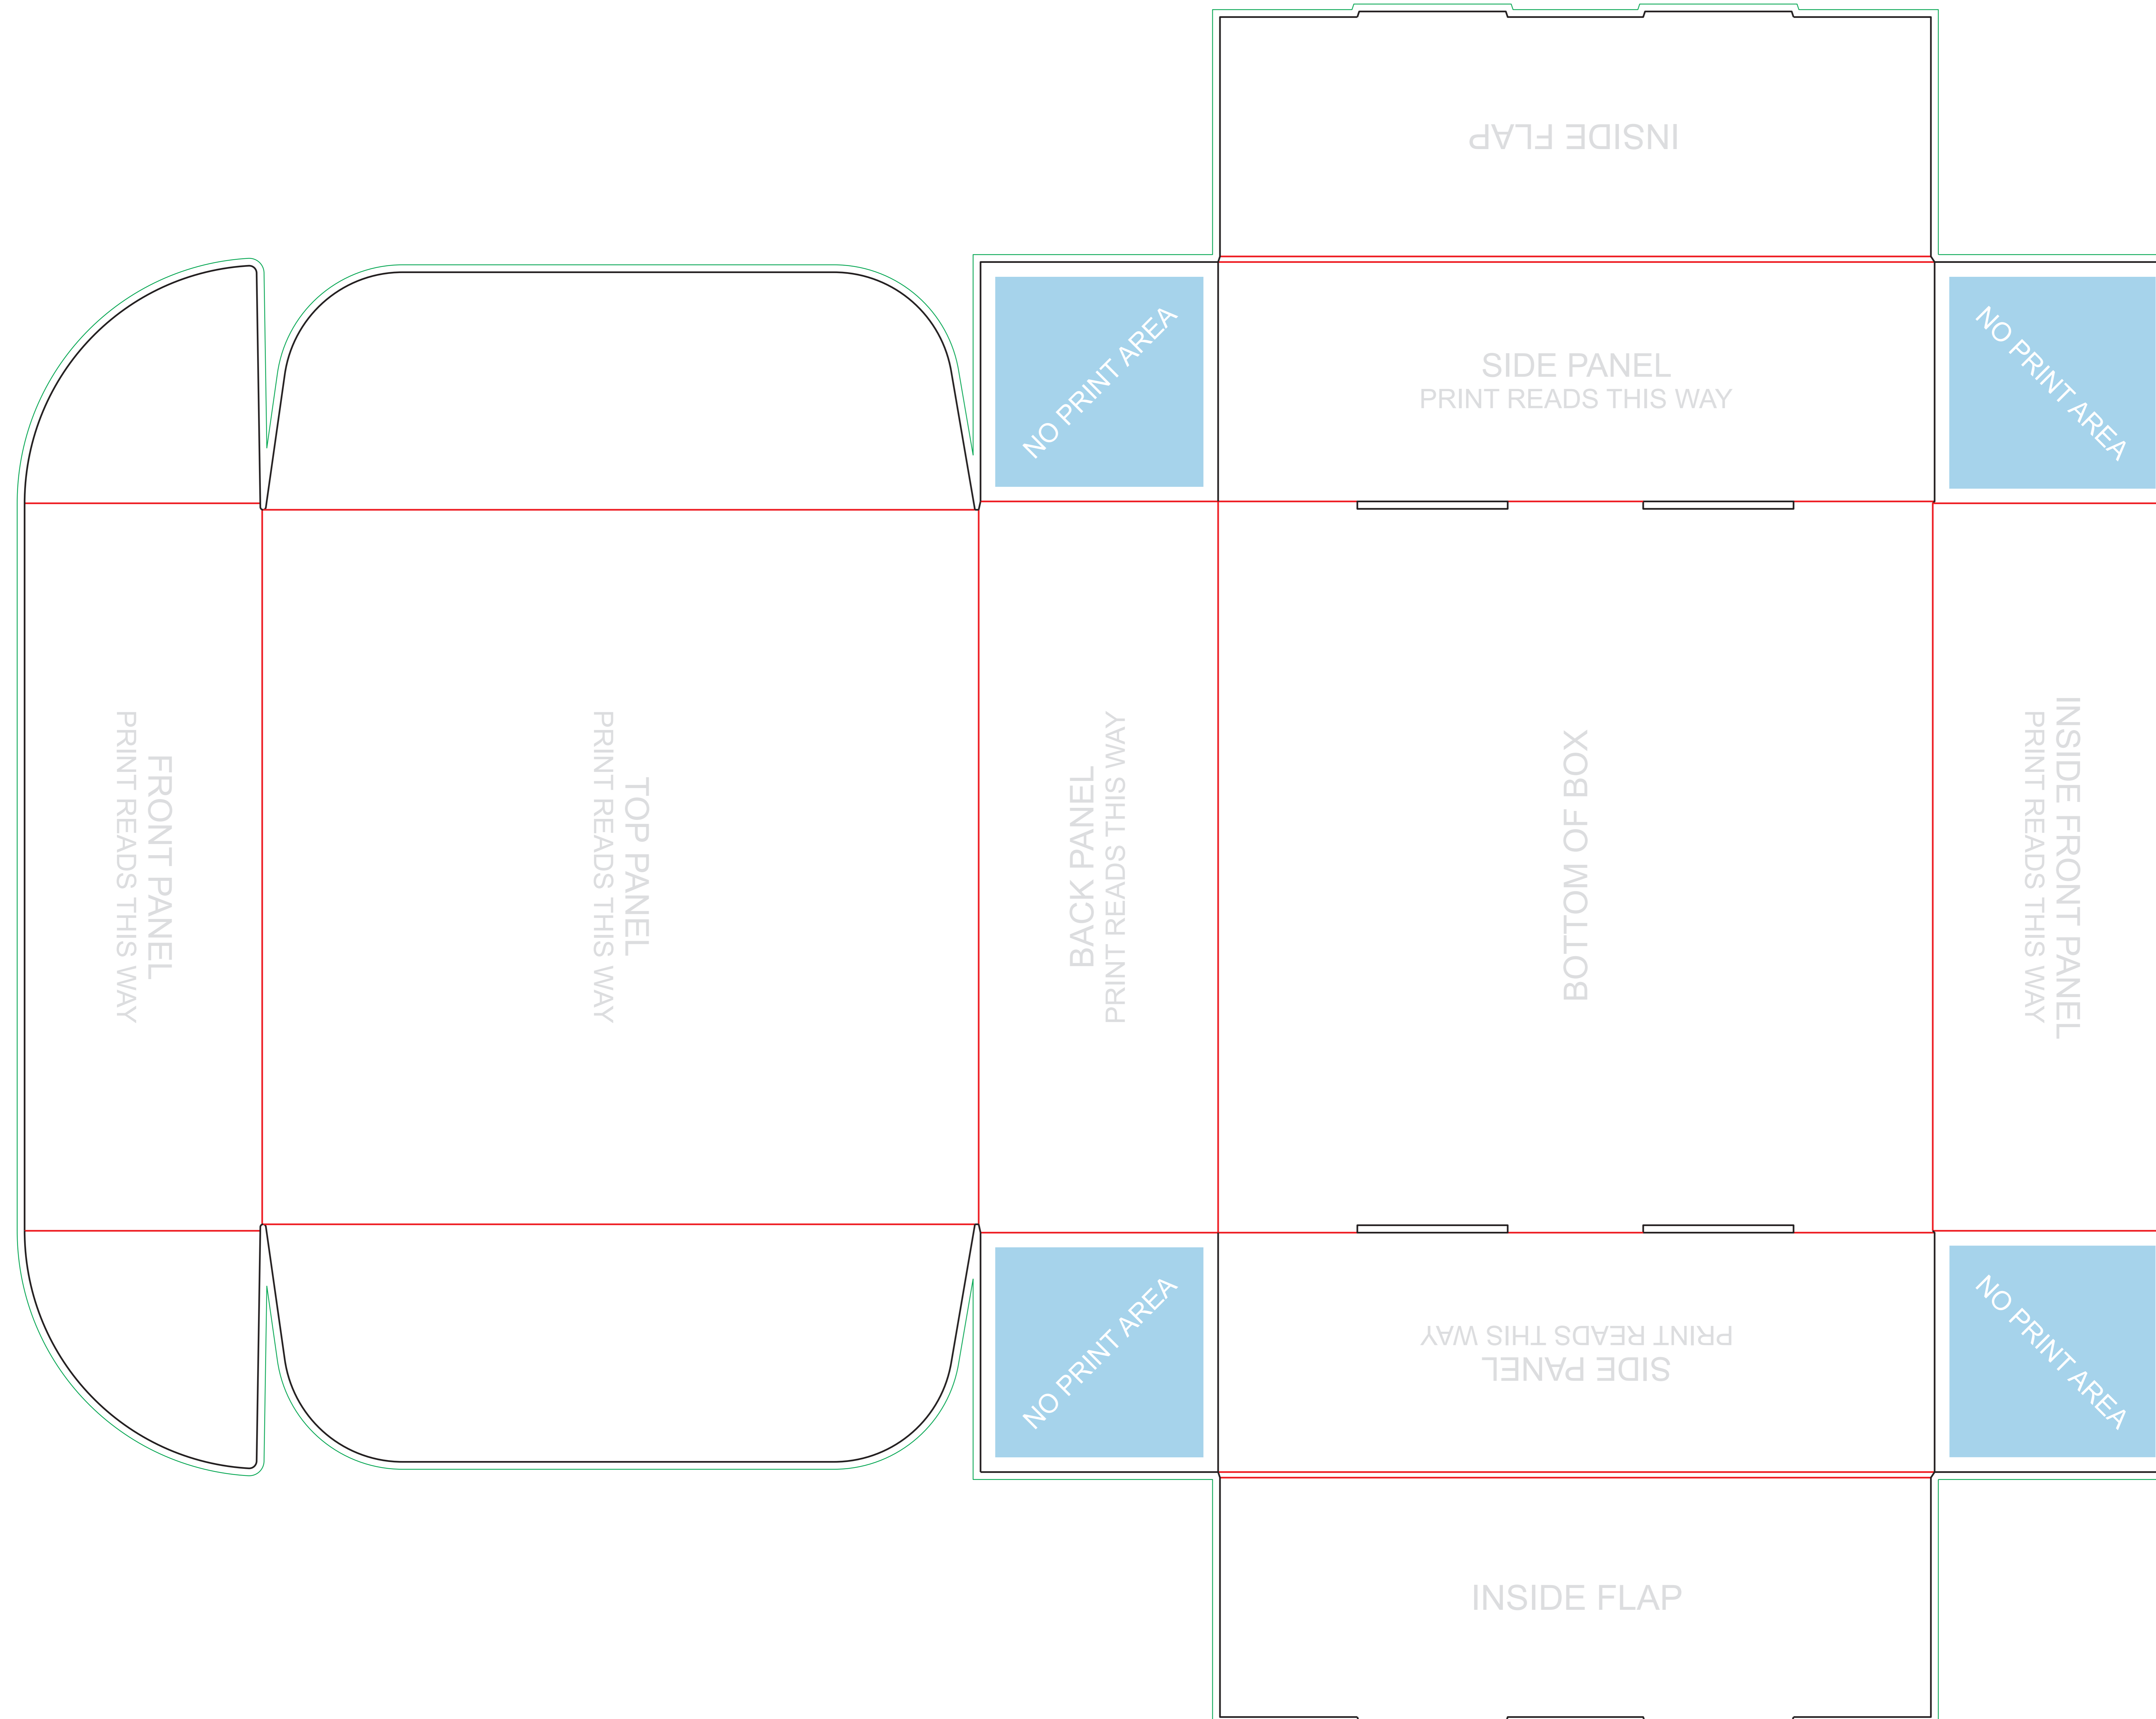 INSIDE FLAP
NO PRINT AREA
SIDE PANEL
PRINT READS THIS WAY
NO PRINT AREA
FRONT PANEL
PRINT READS THIS WAY
TOP PANEL
PRINT READS THIS WAY
BACK PANEL
PRINT READS THIS WAY
BOTTOM OF BOX
INSIDE FRONT PANEL
PRINT READS THIS WAY
NO PRINT AREA
SIDE PANEL
PRINT READS THIS WAY
NO PRINT AREA
INSIDE FLAP